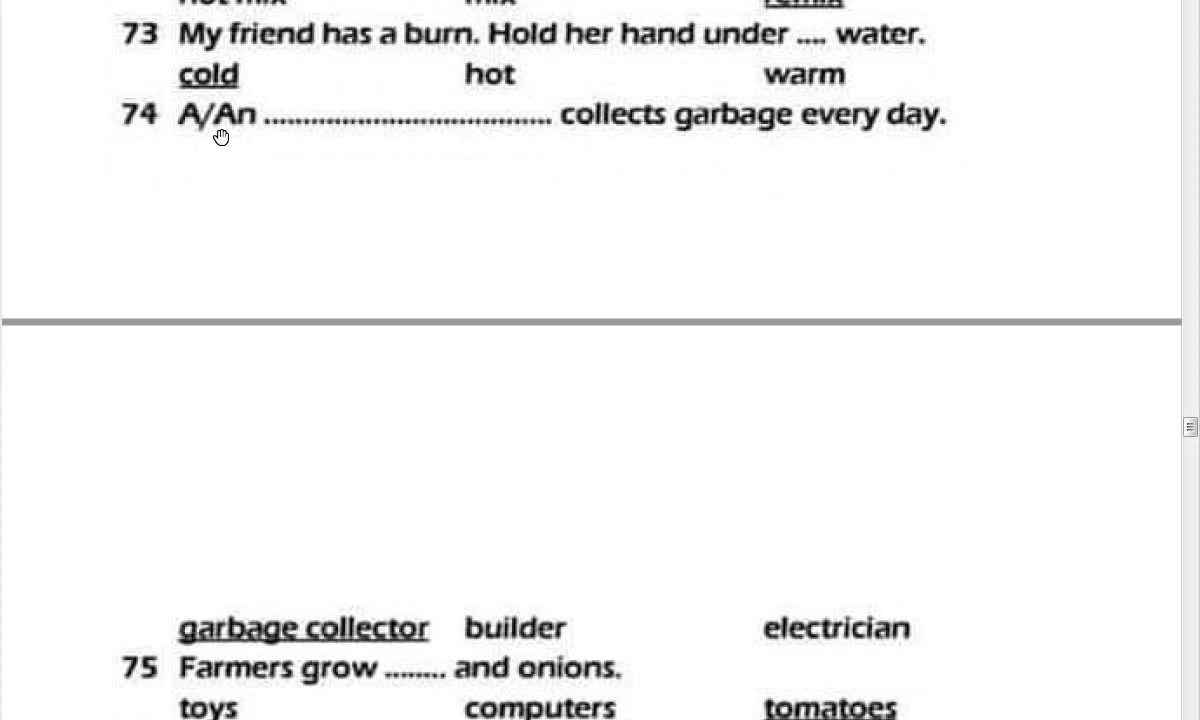 remix
73 My friend has a burn. Hold her hand under .... water.
cold hot warm
74 A/An ..................................... collects garbage every day.
garbage collector builder electrician
75 Farmers grow ........ and onions.
toys computers tomatoes